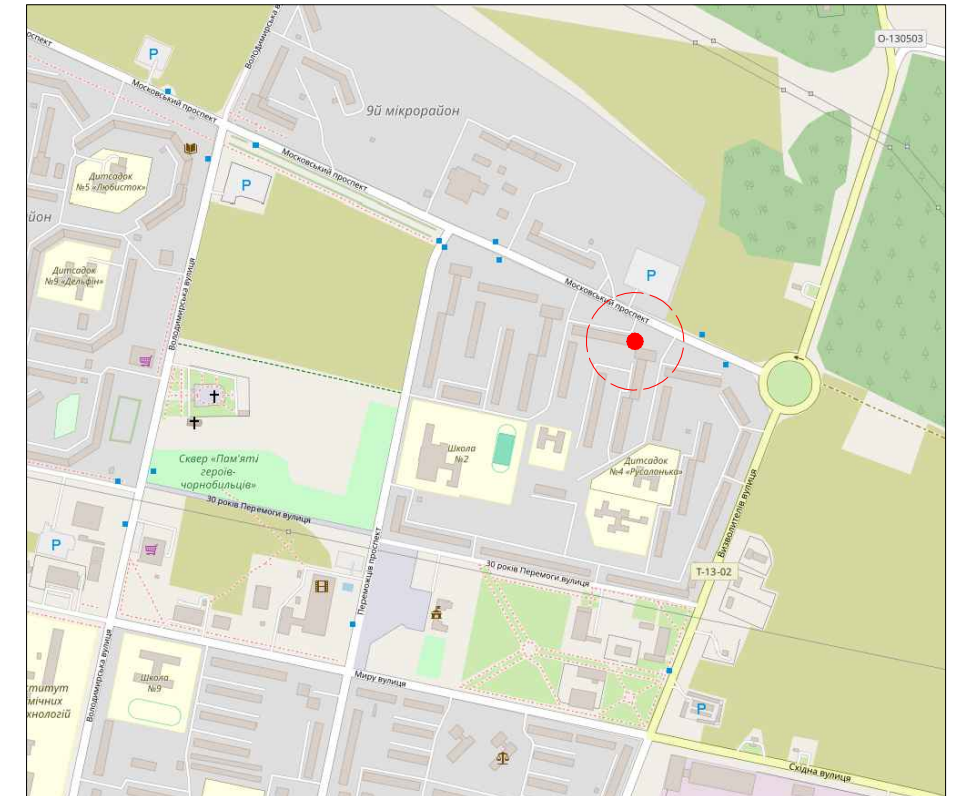 О-130503
P
Володимирська вулиця
Московський проспект
9й мікрорайон
Дитсадок
№5 «Любисток»
P
Московський проспект
Дитсадок
№9 «Дельфін»
Володимирська вулиця
P
Московський проспект
Школа
№2
Дитсадок
№4 «Русалонька»
Сквер «Пам'яті
героїв-
чорнобильців»
30 років Перемоги вулиця
Визволителів вулиця
P
Т-13-02
30 років Перемоги вулиця
Переможців проспект
Миру вулиця
Володимирська вулиця
Школа
№9
P
Східна вулиця